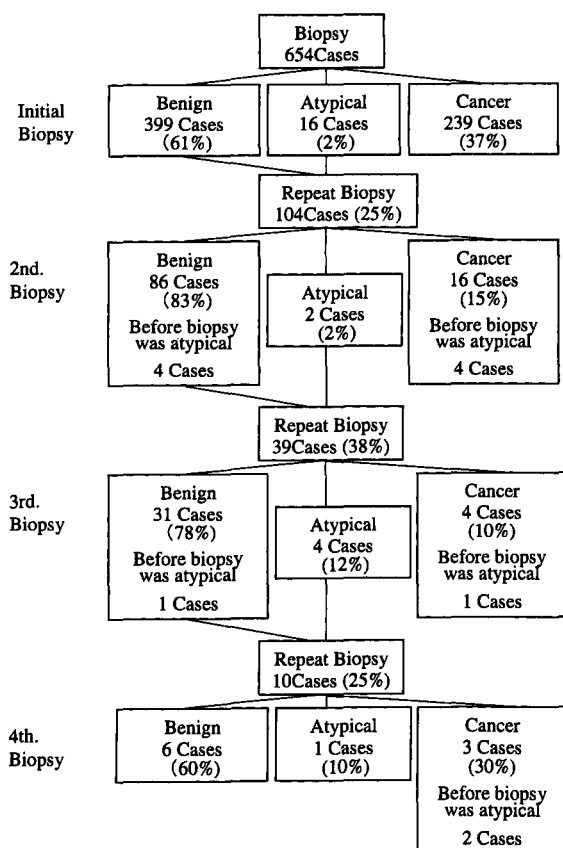 Biopsy
654Cases
Initial
Biopsy
Benign
399 Cases
(61%)
Atypical
16 Cases
(2%)
Cancer
239 Cases
(37%)
Repeat Biopsy
104Cases (25%)
2nd.
Biopsy
Benign
86 Cases
(83%)
Before biopsy
was atypical
4 Cases
Atypical
2 Cases
(2%)
Cancer
16 Cases
(15%)
Before biopsy
was atypical
4 Cases
Repeat Biopsy
39Cases (38%)
3rd.
Biopsy
Benign
31 Cases
(78%)
Before biopsy
was atypical
1 Cases
Atypical
4 Cases
(12%)
Cancer
4 Cases
(10%)
Before biopsy
was atypical
1 Cases
Repeat Biopsy
10Cases (25%)
4th.
Biopsy
Benign
6 Cases
(60%)
Atypical
1 Cases
(10%)
Cancer
3 Cases
(30%)
Before biopsy
was atypical
2 Cases